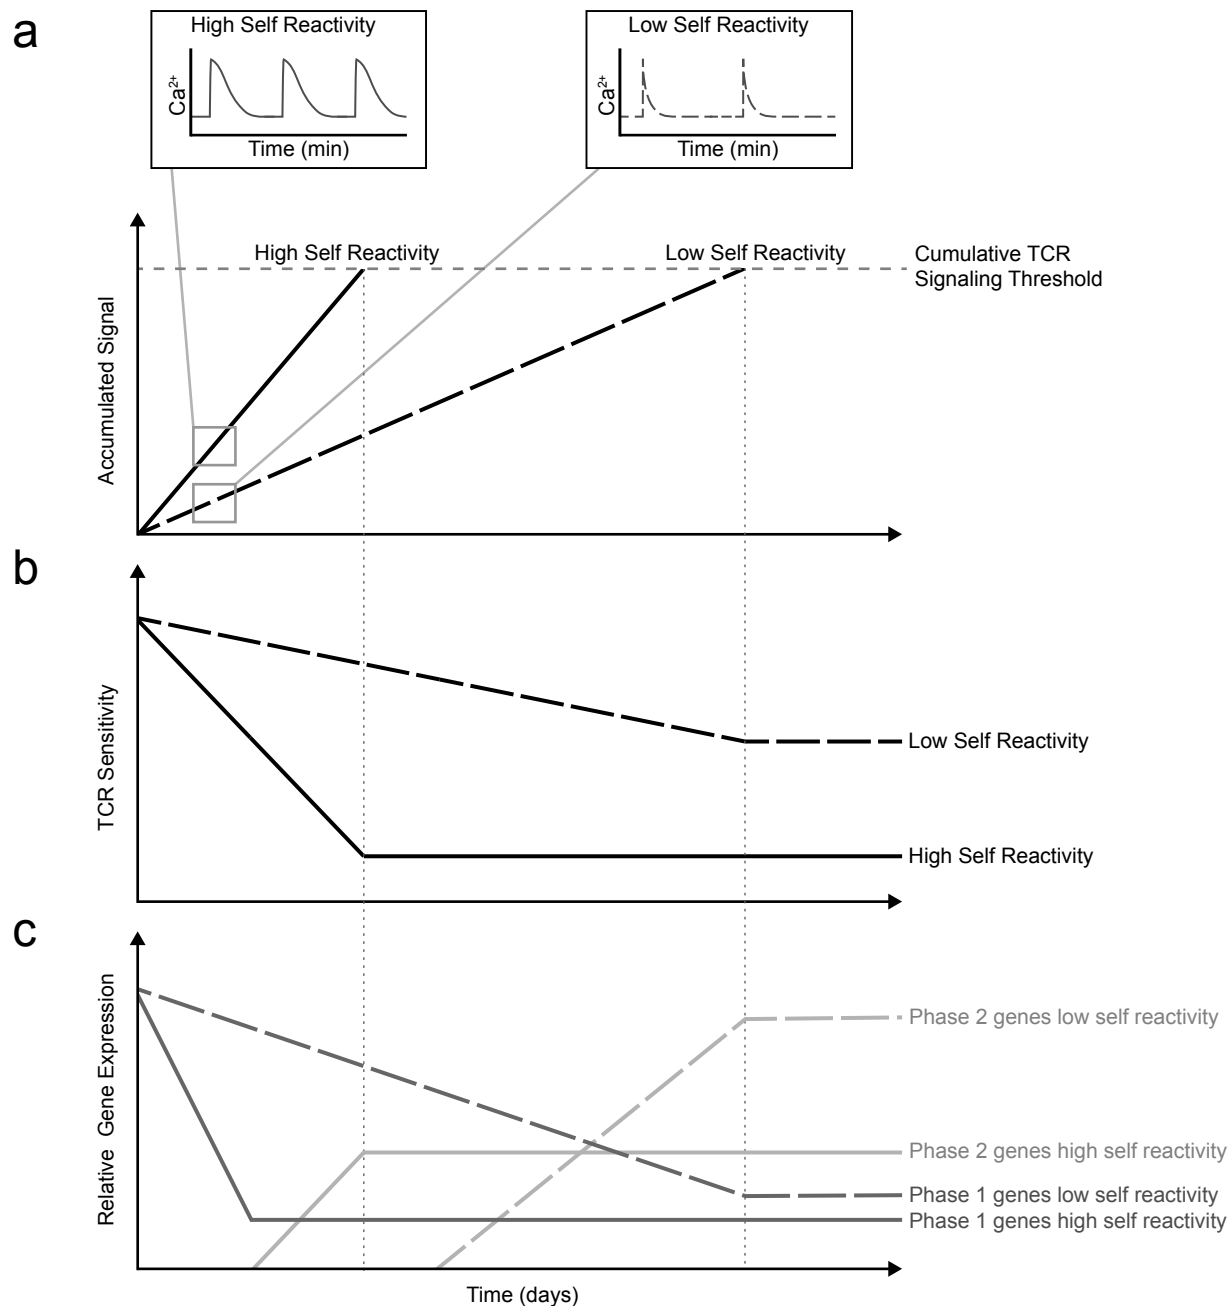 a
High Self Reactivity
Ca2+
Time (min)
Low Self Reactivity
Ca2+
Time (min)
High Self Reactivity
Low Self Reactivity
Cumulative TCR
Signaling Threshold
Accumulated Signal
b
TCR Sensitivity
Low Self Reactivity
High Self Reactivity
c
Relative Gene Expression
Phase 2 genes low self reactivity
Phase 2 genes high self reactivity
Phase 1 genes low self reactivity
Phase 1 genes high self reactivity
Time (days)